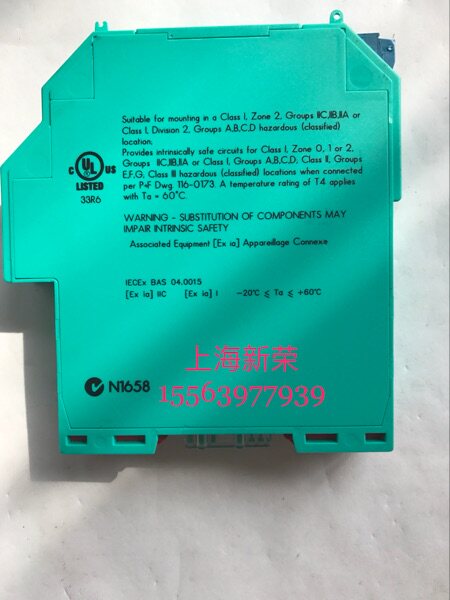 Suitable for mounting in a Class I, Zone 2, Groups IIC,IIB,IIA or
Class I, Division 2, Groups A,B,C,D hazardous (classified)
location;
Provides intrinsically safe circuits for Class I, Zone 0, 1 or 2,
Groups IIC,IIB,IIA or Class I, Groups A,B,C,D, Class II, Groups
E,F,G, Class III hazardous (classified) locations when connected
per P+F Dwg. 116-0173. A temperature rating of T4 applies
with Ta = 60°C
C UL US
LISTED
33R6
WARNING - SUBSTITUTION OF COMPONENTS MAY
IMPAIR INTRINSIC SAFETY
Associated Equipment [Ex ia] Appareillage Connexe
IECEx BAS 04.0015
[Ex ia] IIC [Ex ia] I -20°C ≤ Ta ≤ +60°C
上海新荣
N1658
15563977939